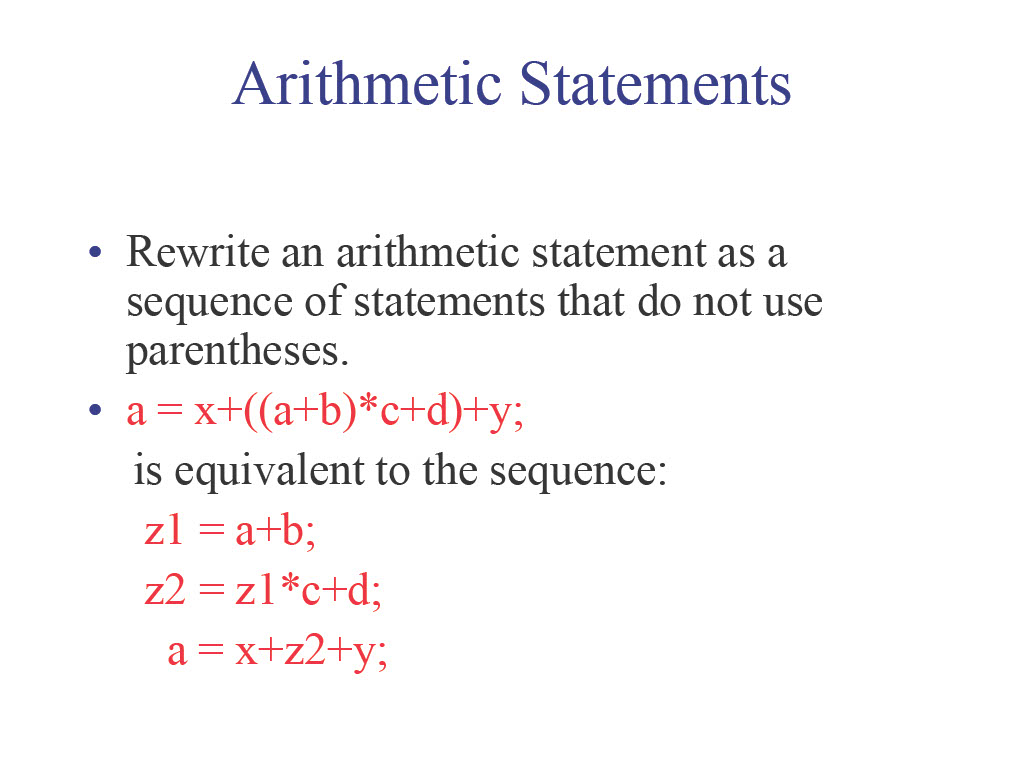 Arithmetic Statements
• Rewrite an arithmetic statement as a
sequence of statements that do not use
parentheses.
• a = x+((a+b)*c+d)+y;
is equivalent to the sequence:
z1 = a+b;
z2 = z1*c+d;
a = x+z2+y;